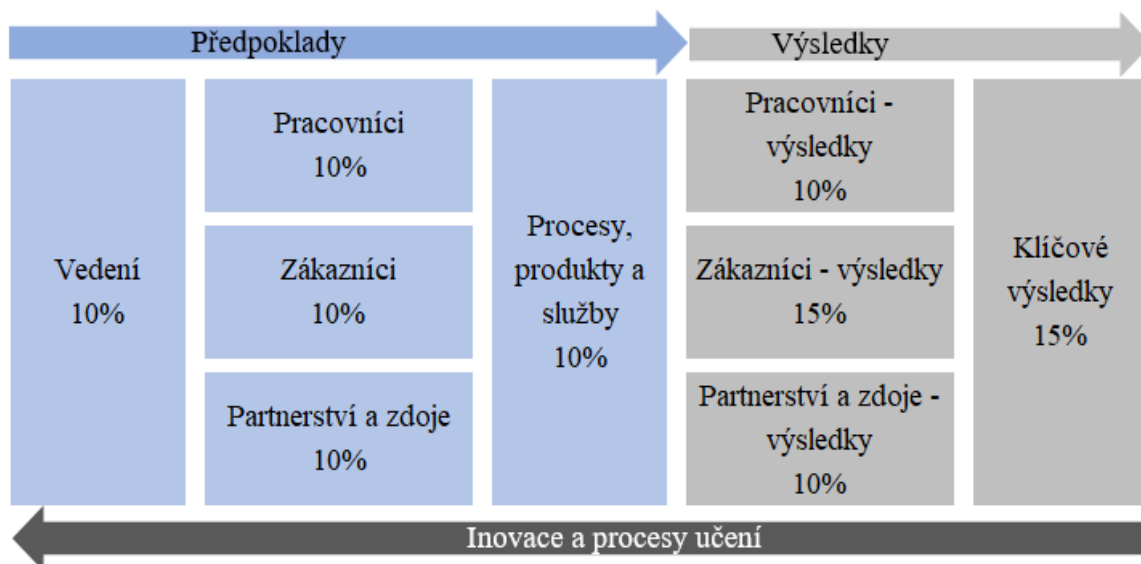 Předpoklady
Výsledky
Vedení
10%
Pracovníci
10%
Zákazníci
10%
Partnerství a zdoje
10%
Procesy,
produkty a
služby
10%
Pracovníci -
výsledky
10%
Zákazníci - výsledky
15%
Partnerství a zdoje -
výsledky
10%
Klíčové
výsledky
15%
Inovace a procesy učení